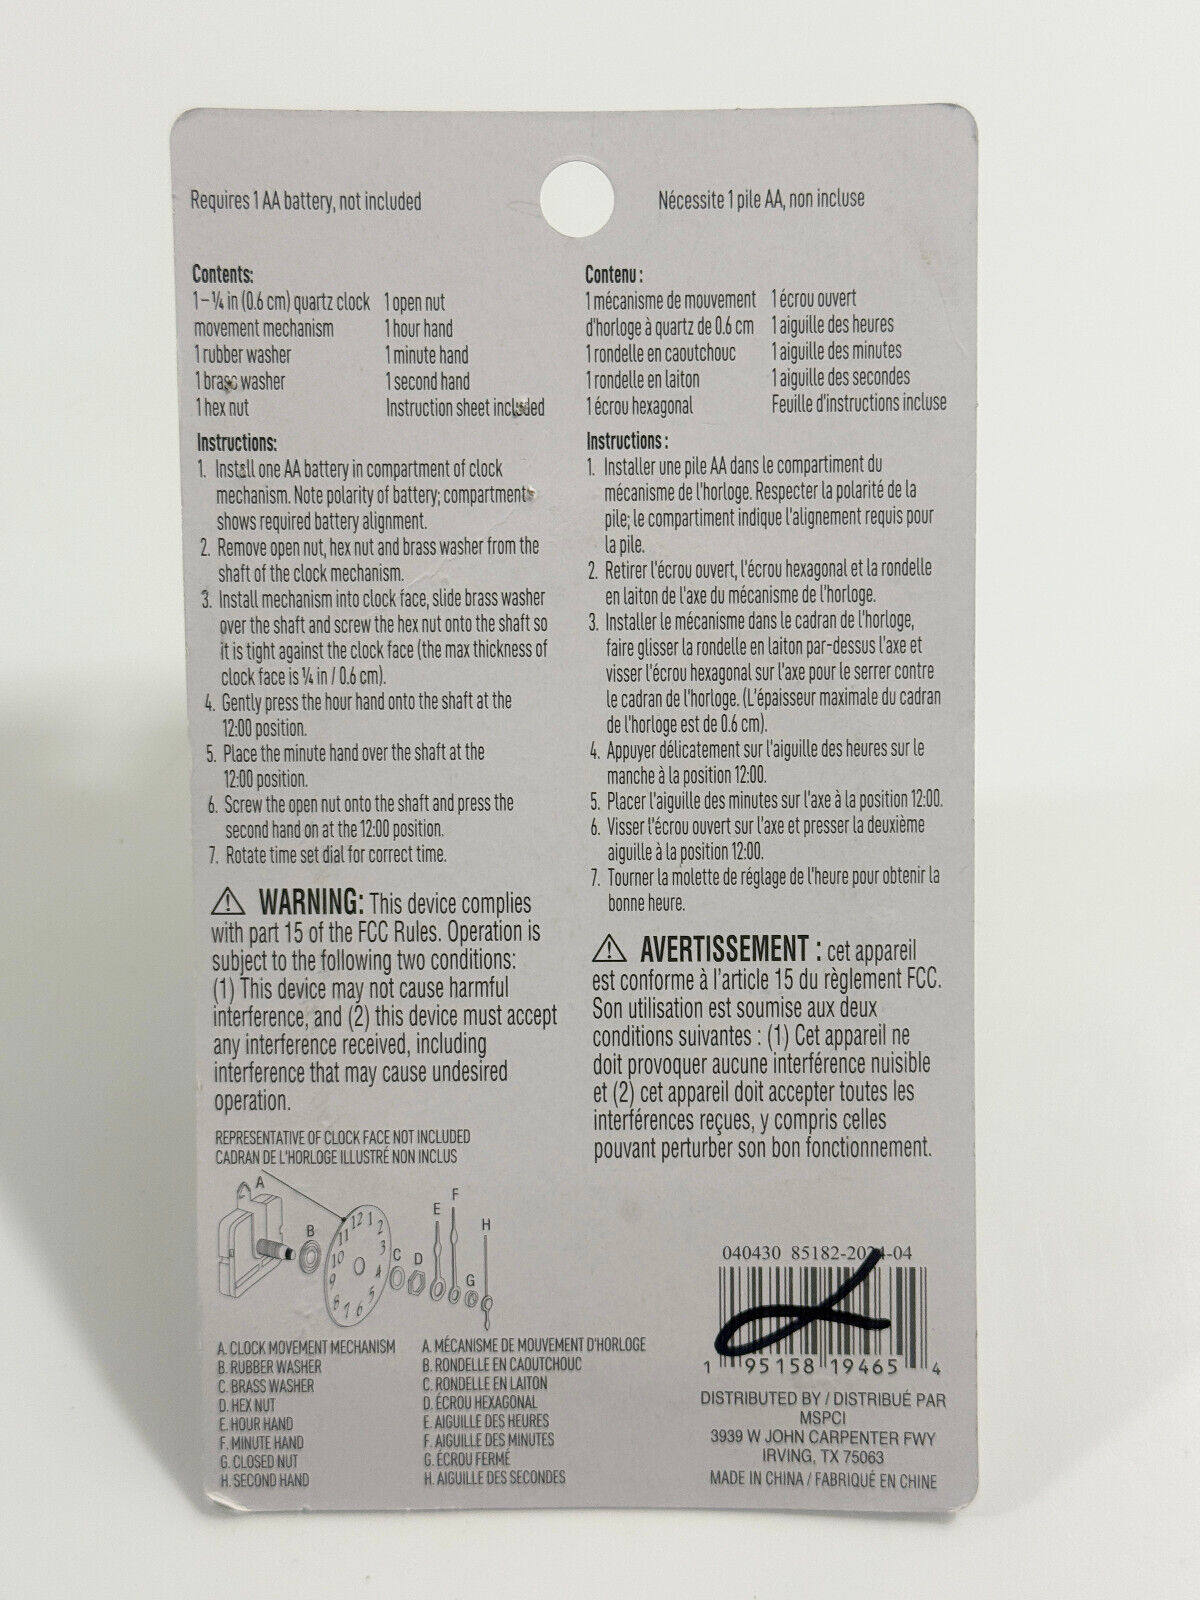 Requires 1 AA battery, not included
Contents:
1–¼ in (0.6 cm) quartz clock
movement mechanism
1 rubber washer
1 brass washer
1 hex nut
1 open nut
1 hour hand
1 minute hand
1 second hand
Instruction sheet included
Instructions:
1. Install one AA battery in compartment of clock
mechanism. Note polarity of battery; compartment
shows required battery alignment.
2. Remove open nut, hex nut and brass washer from the
shaft of the clock mechanism.
3. Install mechanism into clock face, slide brass washer
over the shaft and screw the hex nut onto the shaft so
it is tight against the clock face (the max thickness of
clock face is ¼ in / 0.6 cm).
4. Gently press the hour hand onto the shaft at the
12:00 position.
5. Place the minute hand over the shaft at the
12:00 position.
6. Screw the open nut onto the shaft and press the
second hand on at the 12:00 position.
7. Rotate time set dial for correct time.
WARNING: This device complies
with part 15 of the FCC Rules. Operation is
subject to the following two conditions:
(1) This device may not cause harmful
interference, and (2) this device must accept
any interference received, including
interference that may cause undesired
operation.
Nécessite 1 pile AA, non incluse
Contenu :
1 mécanisme de mouvement
d'horloge à quartz de 0.6 cm
1 rondelle en caoutchouc
1 rondelle en laiton
1 écrou hexagonal
1 écrou ouvert
1 aiguille des heures
1 aiguille des minutes
1 aiguille des secondes
Feuille d'instructions incluse
Instructions :
1. Installer une pile AA dans le compartiment du
mécanisme de l'horloge. Respecter la polarité de la
pile; le compartiment indique l'alignement requis pour
la pile.
2. Retirer l'écrou ouvert, l'écrou hexagonal et la rondelle
en laiton de l'axe du mécanisme de l'horloge.
3. Installer le mécanisme dans le cadran de l'horloge,
faire glisser la rondelle en laiton par-dessus l'axe et
visser l'écrou hexagonal sur l'axe pour le serrer contre
le cadran de l'horloge. (L'épaisseur maximale du cadran
de l'horloge est de 0.6 cm).
4. Appuyer délicatement sur l'aiguille des heures sur le
manche à la position 12:00.
5. Placer l'aiguille des minutes sur l'axe à la position 12:00.
6. Visser l'écrou ouvert sur l'axe et presser la deuxième
aiguille à la position 12:00.
7. Tourner la molette de réglage de l'heure pour obtenir la
bonne heure.
AVERTISSEMENT : cet appareil
est conforme à l'article 15 du règlement FCC.
Son utilisation est soumise aux deux
conditions suivantes : (1) Cet appareil ne
doit provoquer aucune interférence nuisible
et (2) cet appareil doit accepter toutes les
interférences reçues, y compris celles
pouvant perturber son bon fonctionnement.
REPRESENTATIVE OF CLOCK FACE NOT INCLUDED
CADRAN DE L'HORLOGE ILLUSTRÉ NON INCLUS
A
B
12 1 2 3 4 5 6 7 8 9 10 11
C
D
E
F
G
H
A. CLOCK MOVEMENT MECHANISM
B. RUBBER WASHER
C. BRASS WASHER
D. HEX NUT
E. HOUR HAND
F. MINUTE HAND
G. CLOSED NUT
H. SECOND HAND
A. MÉCANISME DE MOUVEMENT D'HORLOGE
B. RONDELLE EN CAOUTCHOUC
C. RONDELLE EN LAITON
D. ÉCROU HEXAGONAL
E. AIGUILLE DES HEURES
F. AIGUILLE DES MINUTES
G. ÉCROU FERMÉ
H. AIGUILLE DES SECONDES
040430 85182-2024-04
1 95158 19465 4
DISTRIBUTED BY / DISTRIBUÉ PAR
MSPCI
3939 W JOHN CARPENTER FWY
IRVING, TX 75063
MADE IN CHINA / FABRIQUÉ EN CHINE